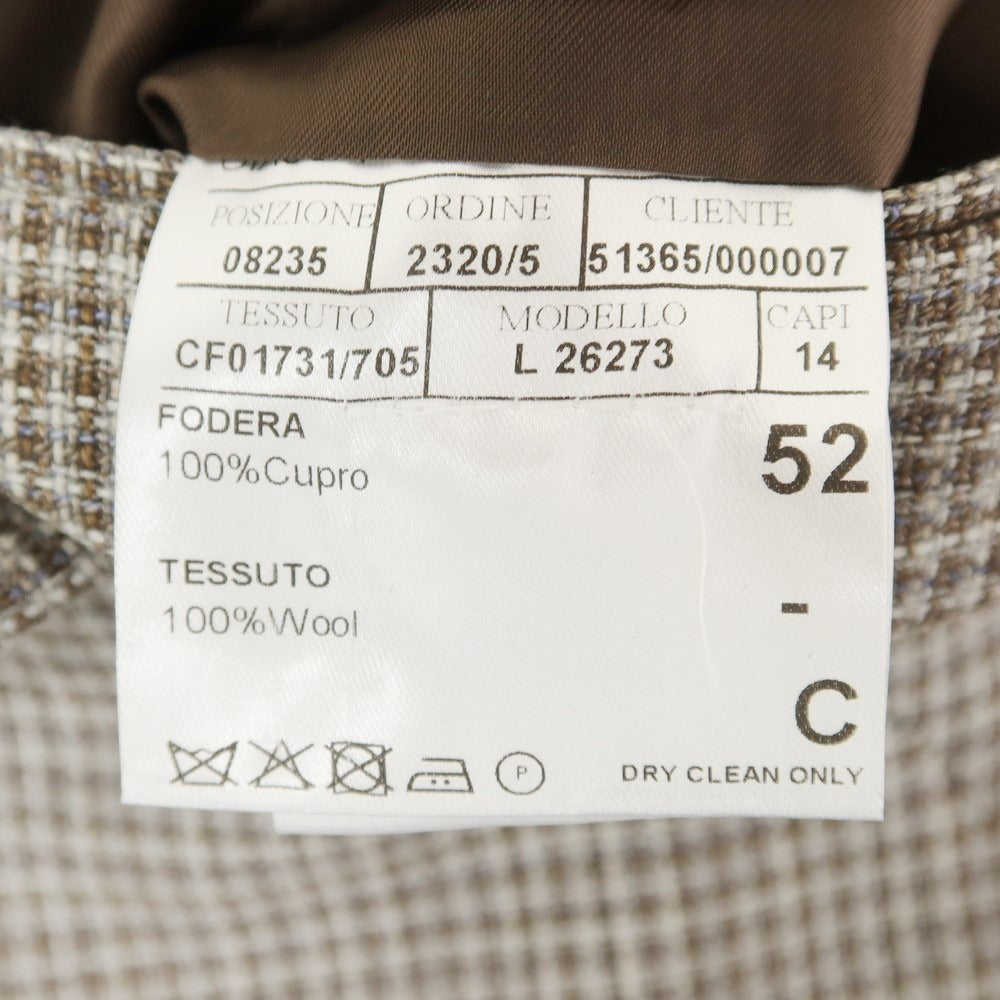 POSIZIONE ORDINE CLIENTE
08235 2320/5 51365/000007
TESSUTO MODELLO CAPI
CF01731/705 L 26273 14
FODERA
100%Cupro
52
TESSUTO
100%Wool
-
C
P
DRY CLEAN ONLY